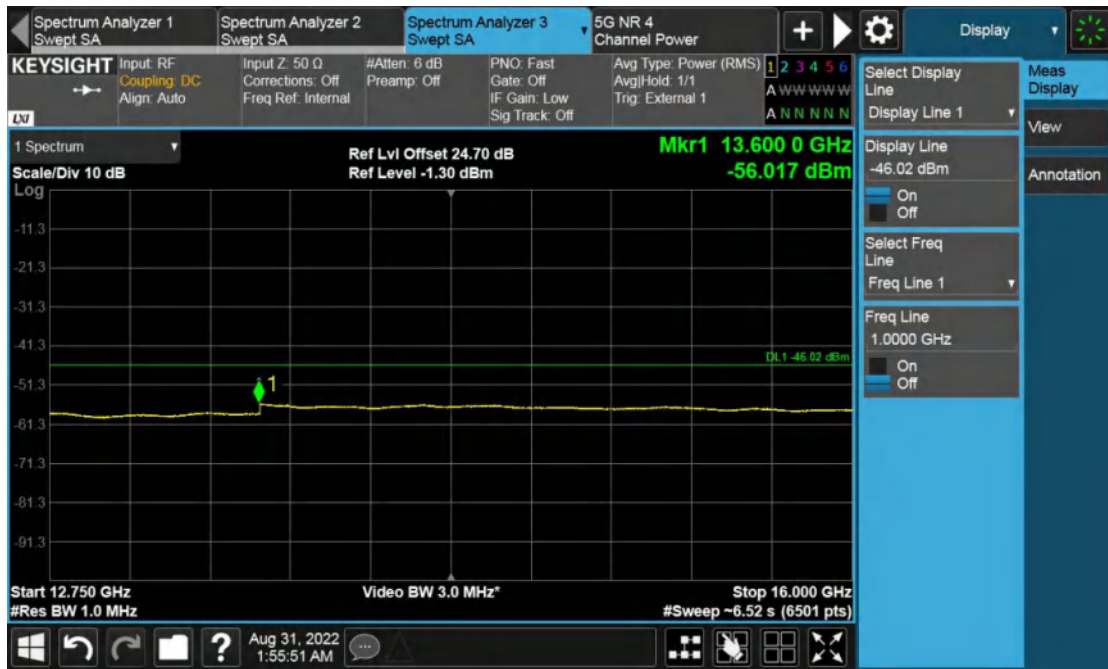 Spectrum Analyzer 1
Swept SA
Spectrum Analyzer 2
Swept SA
Spectrum Analyzer 3
Swept SA
5G NR 4
Channel Power
Display
KEYSIGHT
LXI
Input: RF
Coupling: DC
Align: Auto
Input Z: 50 Ω
Corrections: Off
Freq Ref: Internal
#Atten: 6 dB
Preamp: Off
PNO: Fast
Gate: Off
IF Gain: Low
Sig Track: Off
Avg Type: Power (RMS)
Avg|Hold: 1/1
Trig: External 1
1 2 3 4 5 6
A W W W W W
A N N N N N
1 Spectrum
Scale/Div 10 dB
Log
Ref Lvl Offset 24.70 dB
Ref Level -1.30 dBm
Mkr1 13.600 0 GHz
-56.017 dBm
-11.3
-21.3
-31.3
-41.3
DL1 -46.02 dBm
-51.3
1
-61.3
-71.3
-81.3
-91.3
Start 12.750 GHz
#Res BW 1.0 MHz
Video BW 3.0 MHz*
Stop 16.000 GHz
#Sweep ~6.52 s (6501 pts)
Select Display
Line
Display Line 1
Display Line
-46.02 dBm
On
Off
Select Freq
Line
Freq Line 1
Freq Line
1.0000 GHz
On
Off
Meas
Display
View
Annotation
?
Aug 31, 2022
1:55:51 AM